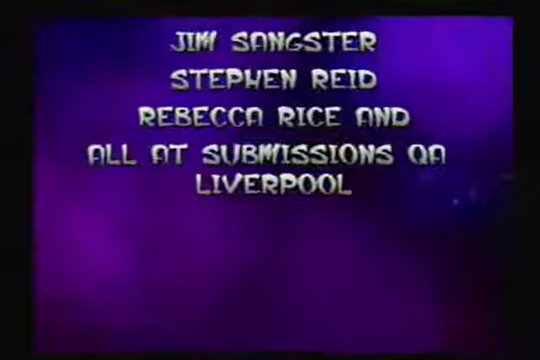 JIM SANGSTER
STEPHEN REID
REBECCA RICE AND
ALL AT SUBMISSIONS QA
LIVERPOOL